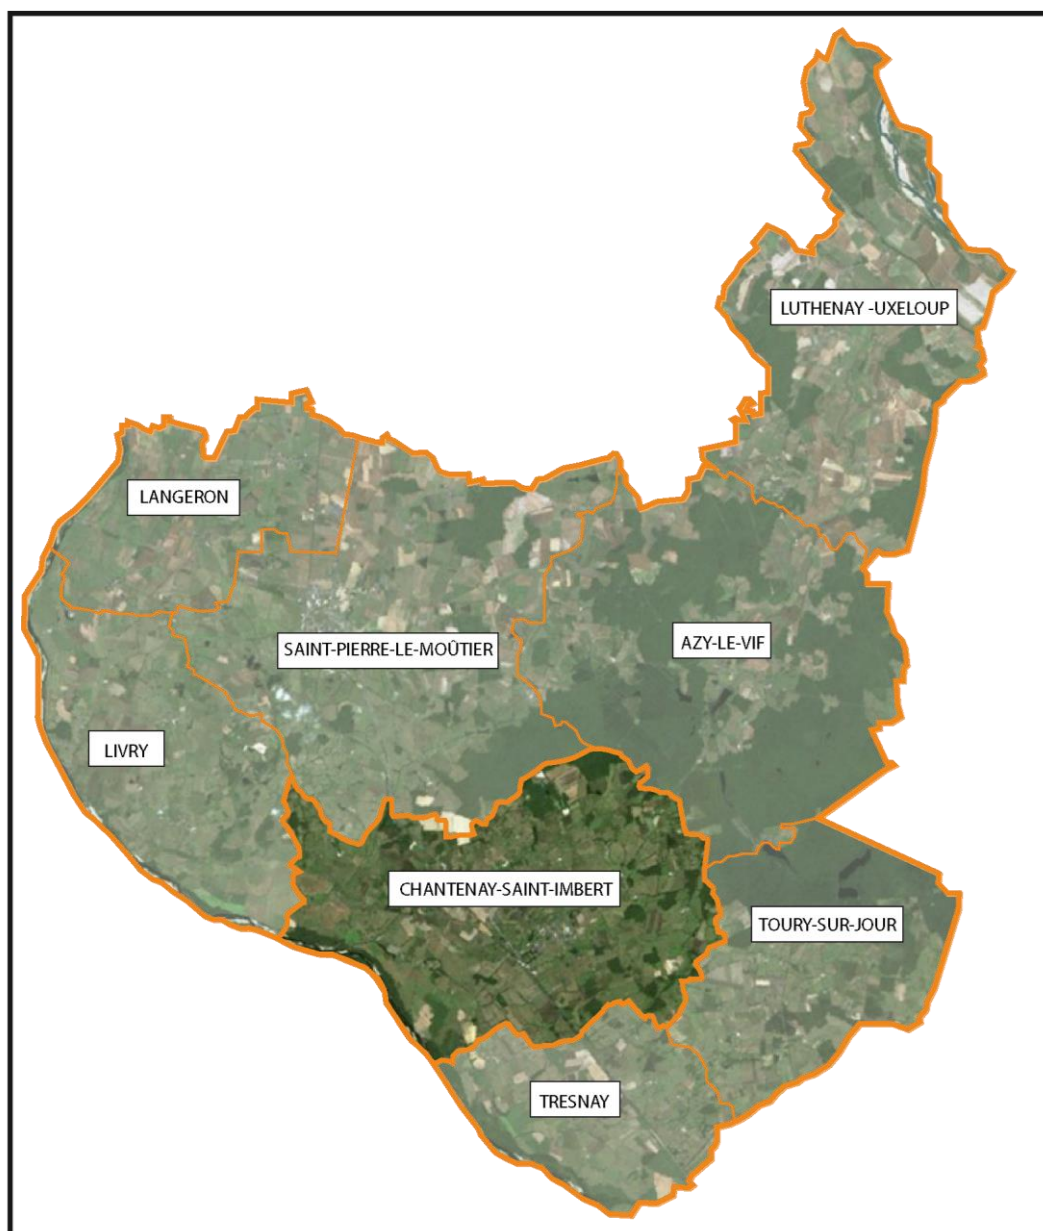 LUTHENAY -UXELOUP
LANGERON
SAINT-PIERRE-LE-MOÛTIER
AZY-LE-VIF
LIVRY
CHANTENAY-SAINT-IMBERT
TOURY-SUR-JOUR
TRESNAY